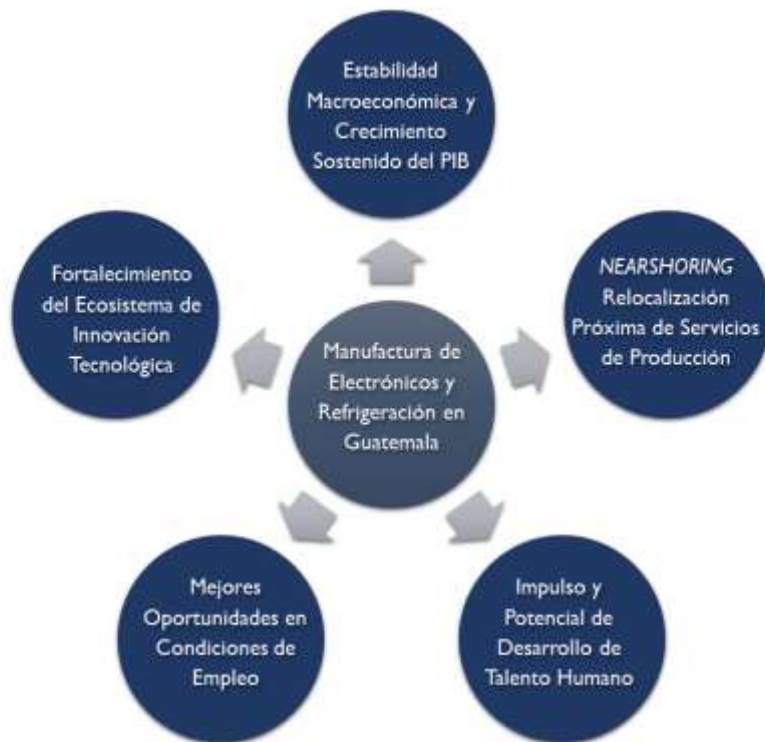 Estabilidad
Macroeconómica y
Crecimiento
Sostenido del PIB
Fortalecimiento
del Ecosistema de
Innovación
Tecnológica
NEARSHORING
Relocalización
Próxima de Servicios
de Producción
Manufactura de
Electrónicos y
Refrigeración en
Guatemala
Mejores
Oportunidades en
Condiciones de
Empleo
Impulso y
Potencial de
Desarrollo de
Talento Humano